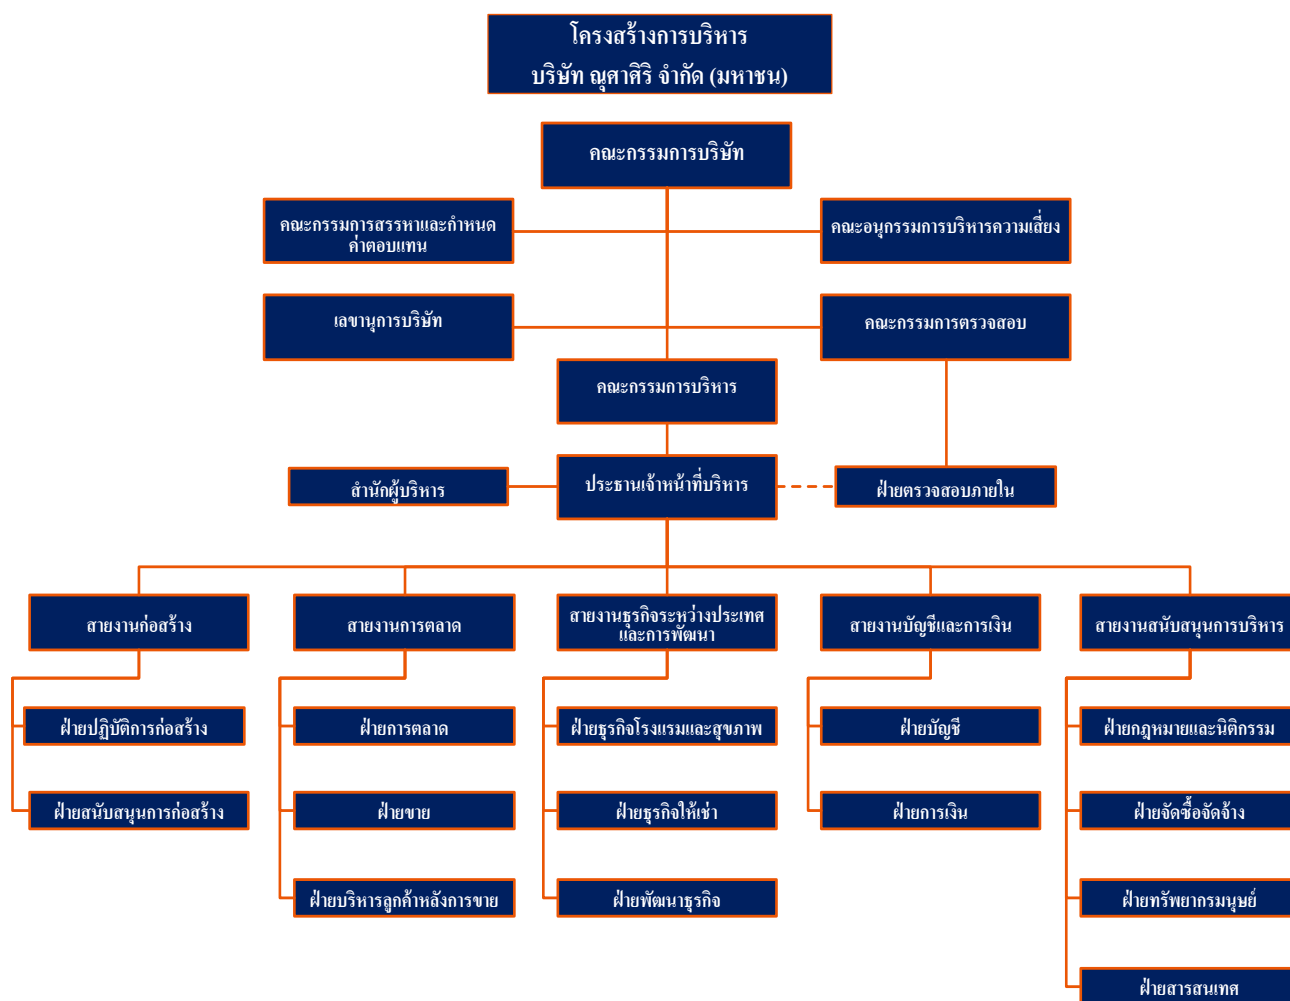 โครงสร้างการบริหาร
บริษัท ณุศาศิริ จำกัด (มหาชน)
คณะกรรมการบริษัท
คณะกรรมการสรรหาและกำหนด
ค่าตอบแทน
คณะอนุกรรมการบริหารความเสี่ยง
เลขานุการบริษัท
คณะกรรมการตรวจสอบ
คณะกรรมการบริหาร
สำนักผู้บริหาร
ประธานเจ้าหน้าที่บริหาร
ฝ่ายตรวจสอบภายใน
สายงานก่อสร้าง
สายงานการตลาด
สายงานธุรกิจระหว่างประเทศ
และการพัฒนา
สายงานบัญชีและการเงิน
สายงานสนับสนุนการบริหาร
ฝ่ายปฏิบัติการก่อสร้าง
ฝ่ายการตลาด
ฝ่ายธุรกิจโรงแรมและสุขภาพ
ฝ่ายบัญชี
ฝ่ายกฎหมายและนิติกรรม
ฝ่ายสนับสนุนการก่อสร้าง
ฝ่ายขาย
ฝ่ายธุรกิจให้เช่า
ฝ่ายการเงิน
ฝ่ายจัดซื้อจัดจ้าง
ฝ่ายบริหารลูกค้าหลังการขาย
ฝ่ายพัฒนาธุรกิจ
ฝ่ายทรัพยากรมนุษย์
ฝ่ายสารสนเทศ